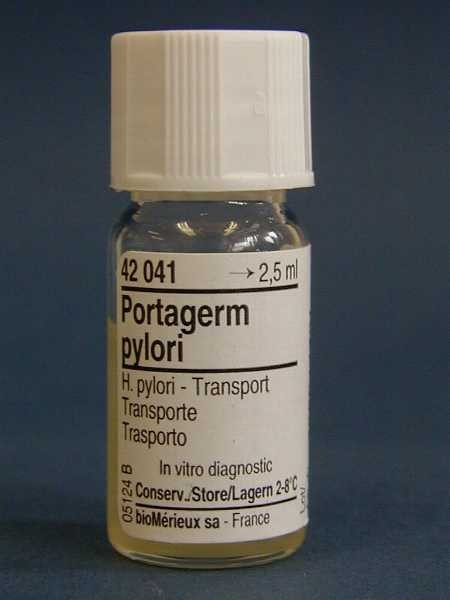 42 041 → 2,5 ml
Portagerm
pylori
H. pylori - Transport
Transporte
Trasporto
In vitro diagnostic
Conserv./Store/Lagern 2-8°C
bioMérieux sa - France
05124 B
Lot/